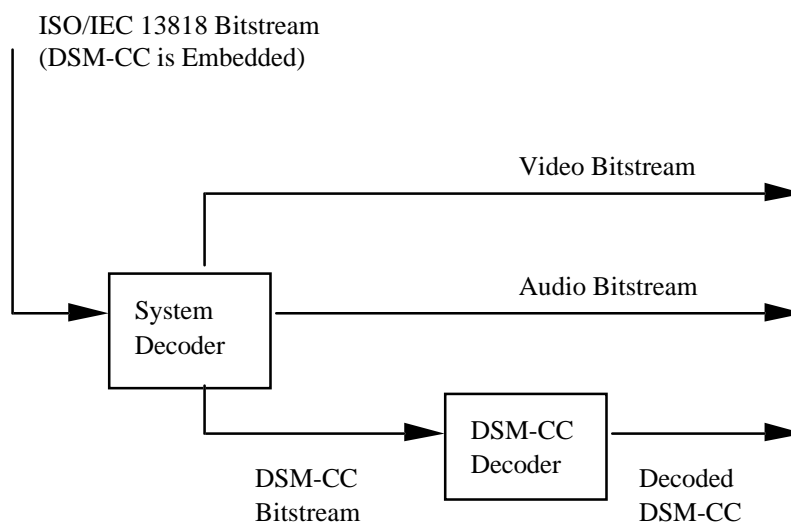 ISO/IEC 13818 Bitstream
(DSM-CC is Embedded)
Video Bitstream
Audio Bitstream
System
Decoder
DSM-CC
Decoder
DSM-CC
Bitstream
Decoded
DSM-CC